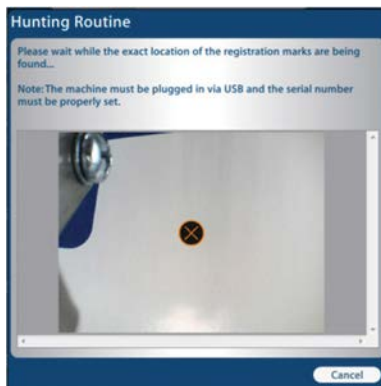 Hunting Routine
Please wait while the exact location of the registration marks are being
found...
Note: The machine must be plugged in via USB and the serial number
must be properly set.
Cancel